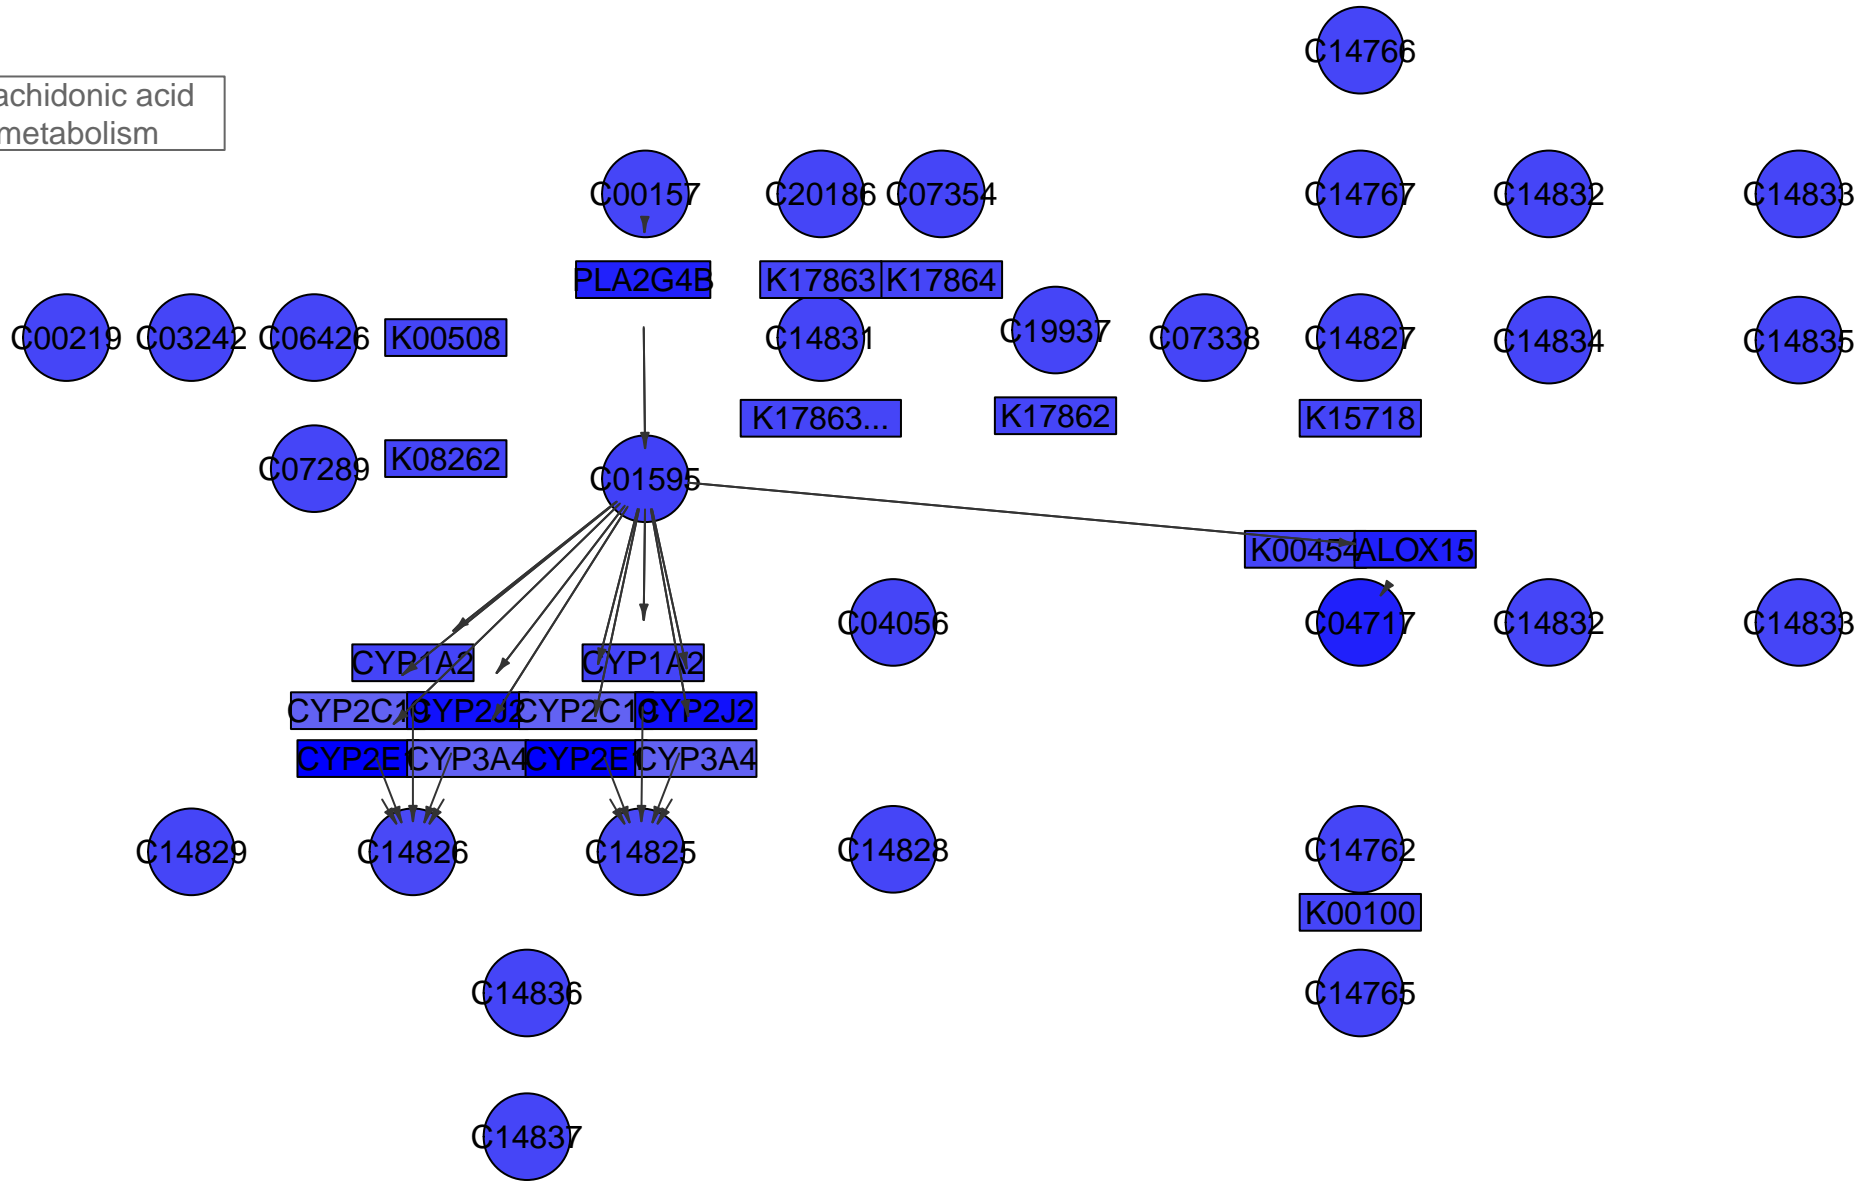 C14766
achidonic acid
metabolism
C00157
C20186
C07354
C14767
C14832
C14833
PLA2G4B
K17863
K17864
C00219
C03242
C06426
K00508
C14831
C19937
C07338
C14827
C14834
C14835
K17863...
K17862
K15718
C07289
K08262
C01595
K00454
ALOX15
C04056
C04717
C14832
C14833
CYP1A2
CYP1A2
CYP2C19
CYP2J2
CYP2C19
CYP2J2
CYP2E
CYP3A4
CYP2E
CYP3A4
C14829
C14826
C14825
C14828
C14762
K00100
C14836
C14765
C14837